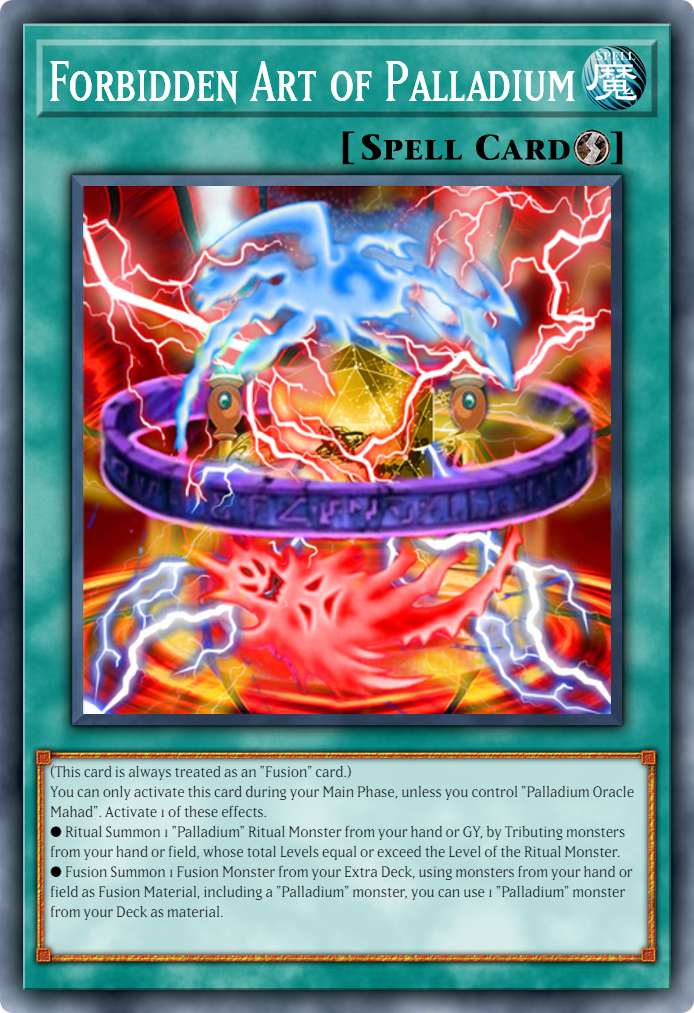 FORBIDDEN ART OF PALLADIUM
SPELL
魔
[SPELL CARD]
(This card is always treated as an "Fusion" card.)
You can only activate this card during your Main Phase, unless you control "Palladium Oracle
Mahad". Activate 1 of these effects.
● Ritual Summon 1 "Palladium" Ritual Monster from your hand or GY, by Tributing monsters
from your hand or field, whose total Levels equal or exceed the Level of the Ritual Monster.
● Fusion Summon 1 Fusion Monster from your Extra Deck, using monsters from your hand or
field as Fusion Material, including a "Palladium" monster, you can use 1 "Palladium" monster
from your Deck as material.